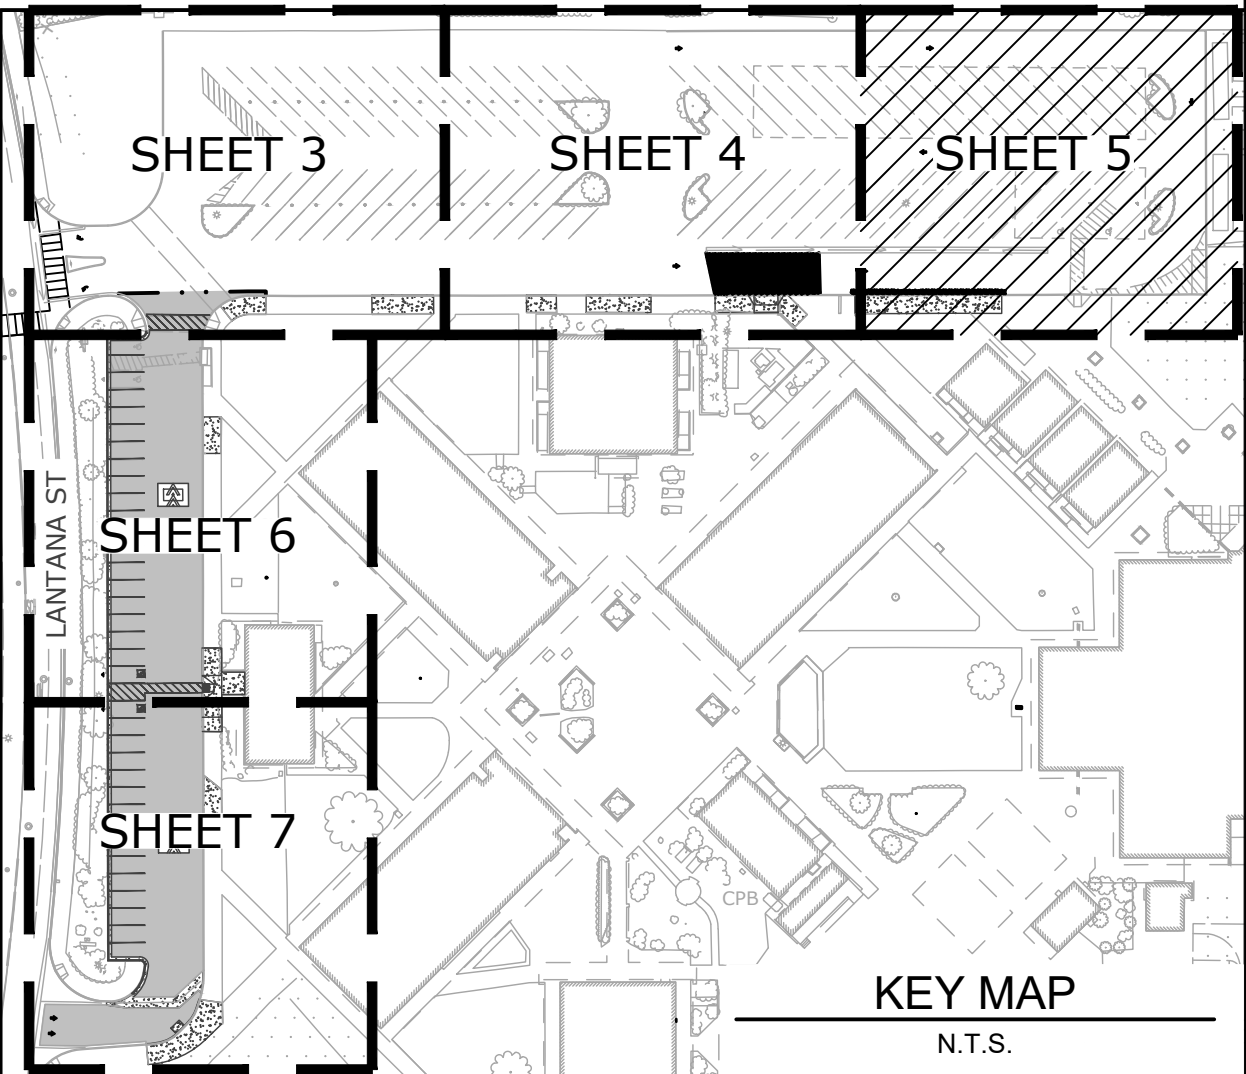 SHEET 3
SHEET 4
SHEET 5
SHEET 6
LANTANA ST
SHEET 7
CPB
KEY MAP
N.T.S.